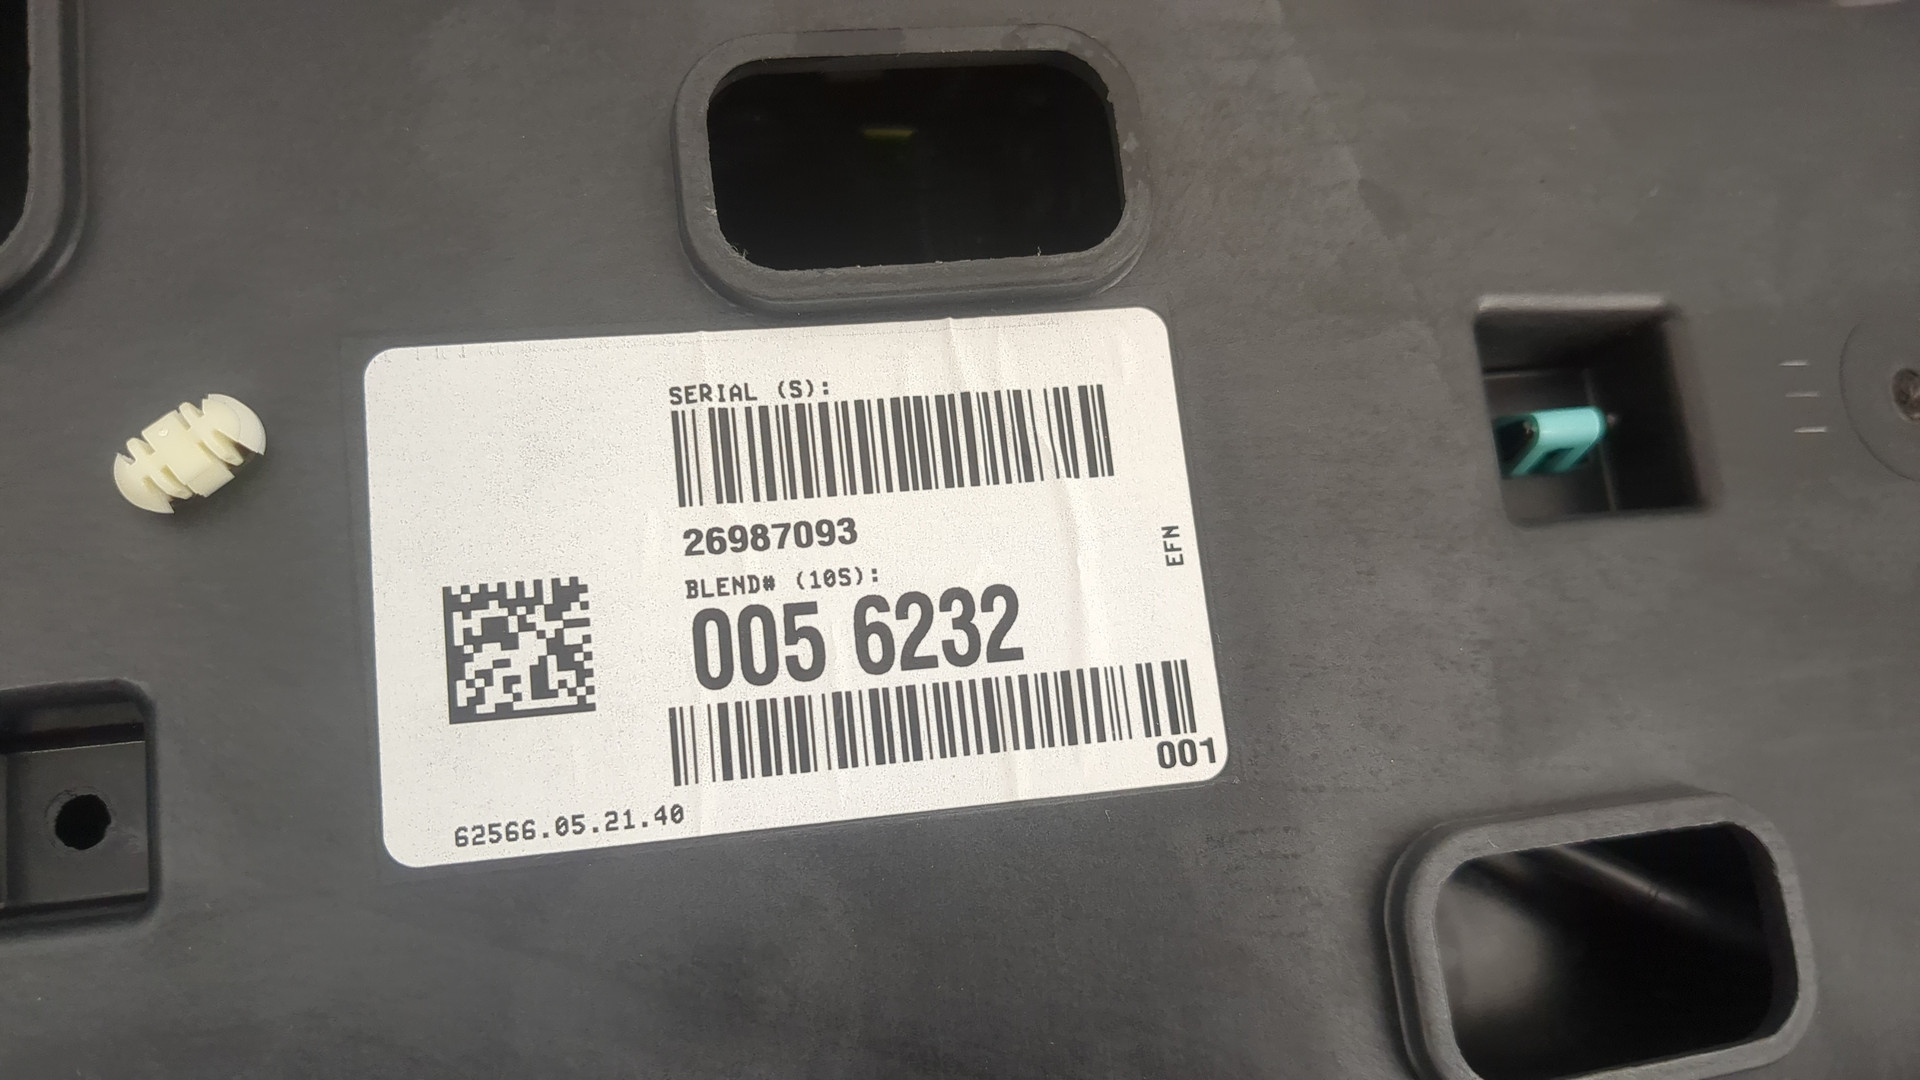 SERIAL (S):
26987093
BLEND# (10S):
005 6232
EFN
001
62566.05.21.40